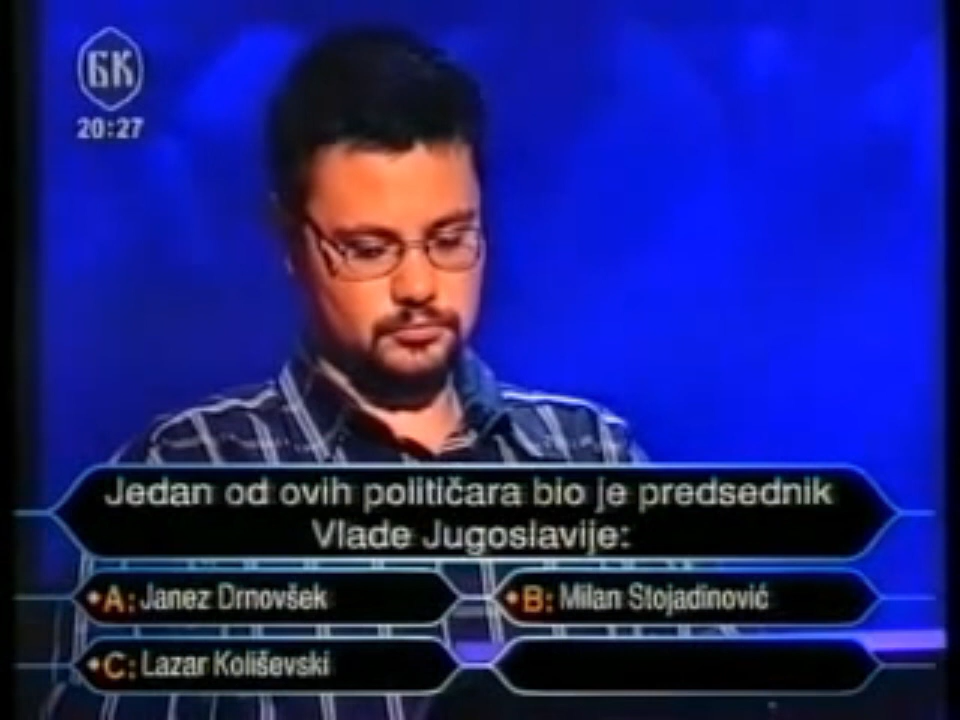 БК
20:27
Jedan od ovih političara bio je predsednik
Vlade Jugoslavije:
•A: Janez Drnovšek
•B: Milan Stojadinović
•C: Lazar Koliševski